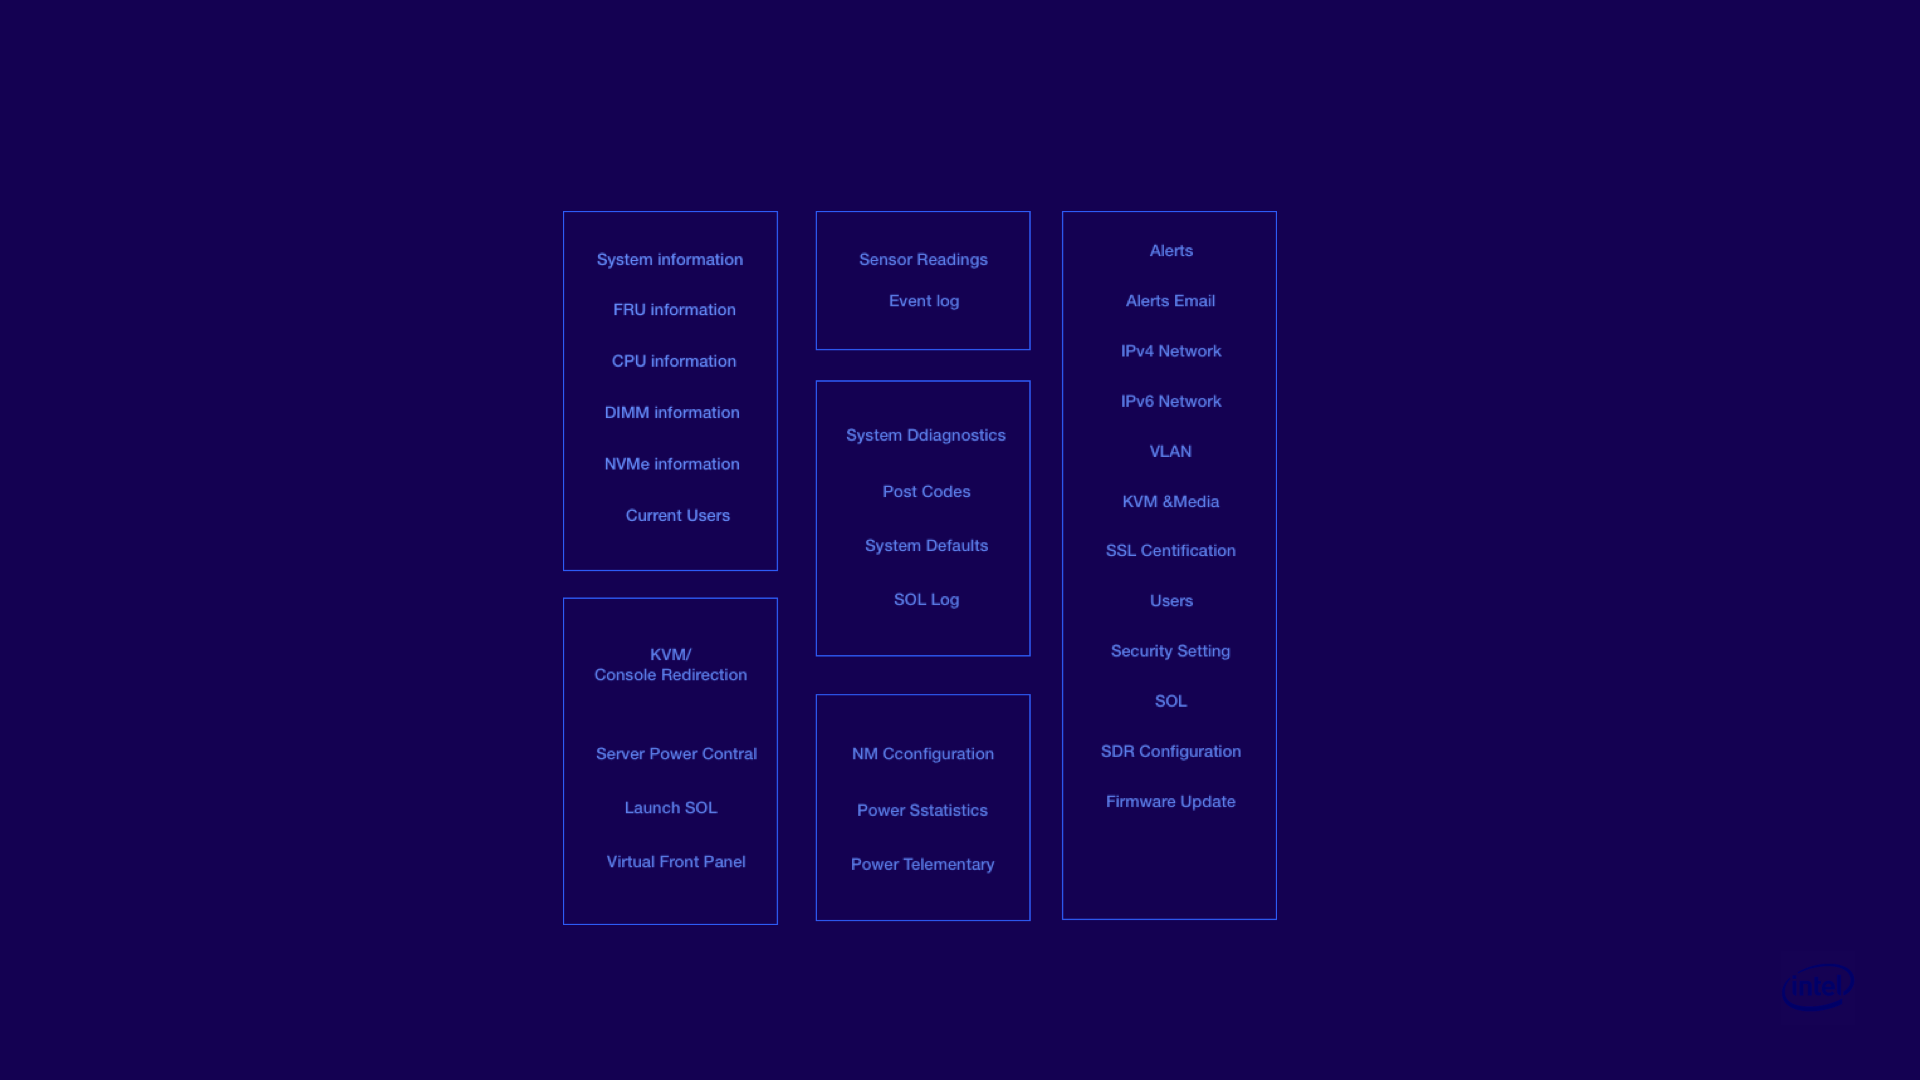 System information
FRU information
CPU information
DIMM information
NVMe information
Current Users
KVM/
Console Redirection
Server Power Contral
Launch SOL
Virtual Front Panel
Sensor Readings
Event log
System Ddiagnostics
Post Codes
System Defaults
SOL Log
NM Cconfiguration
Power Sstatistics
Power Telementary
Alerts
Alerts Email
IPv4 Network
IPv6 Network
VLAN
KVM &Media
SSL Centification
Users
Security Setting
SOL
SDR Configuration
Firmware Update
intel